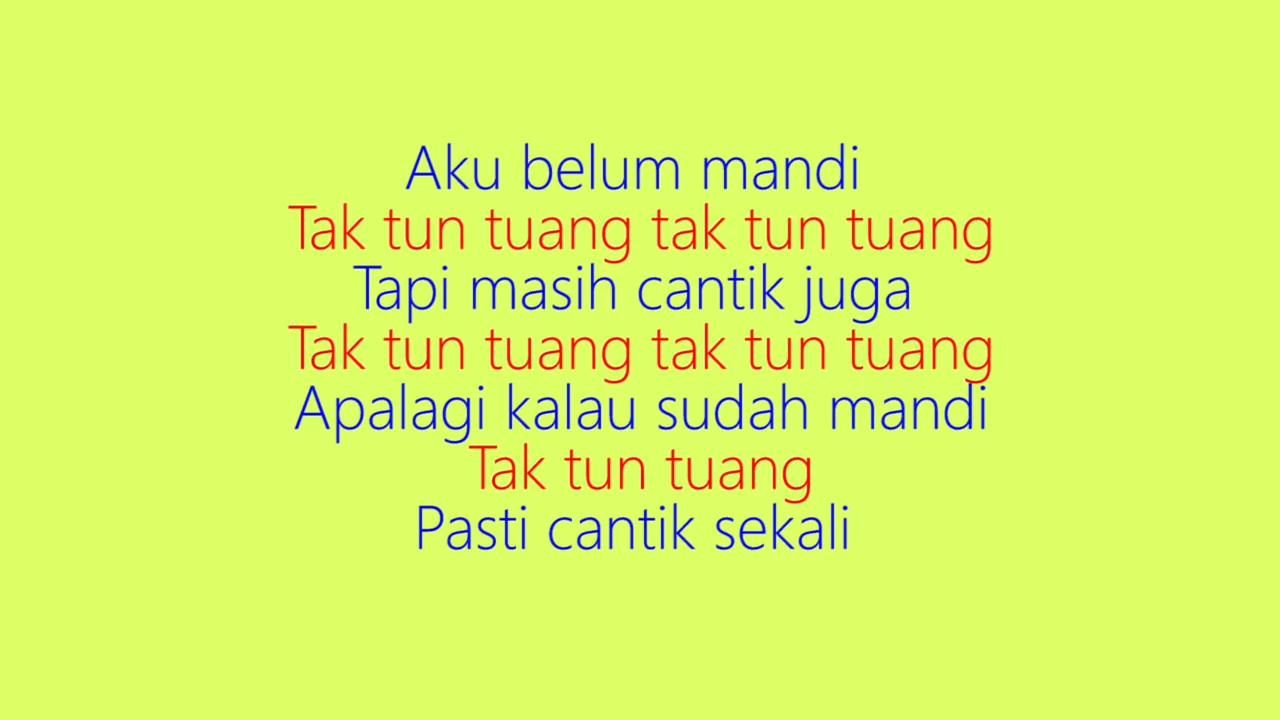 Aku belum mandi
Tak tun tuang tak tun tuang
Tapi masih cantik juga
Tak tun tuang tak tun tuang
Apalagi kalau sudah mandi
Tak tun tuang
Pasti cantik sekali